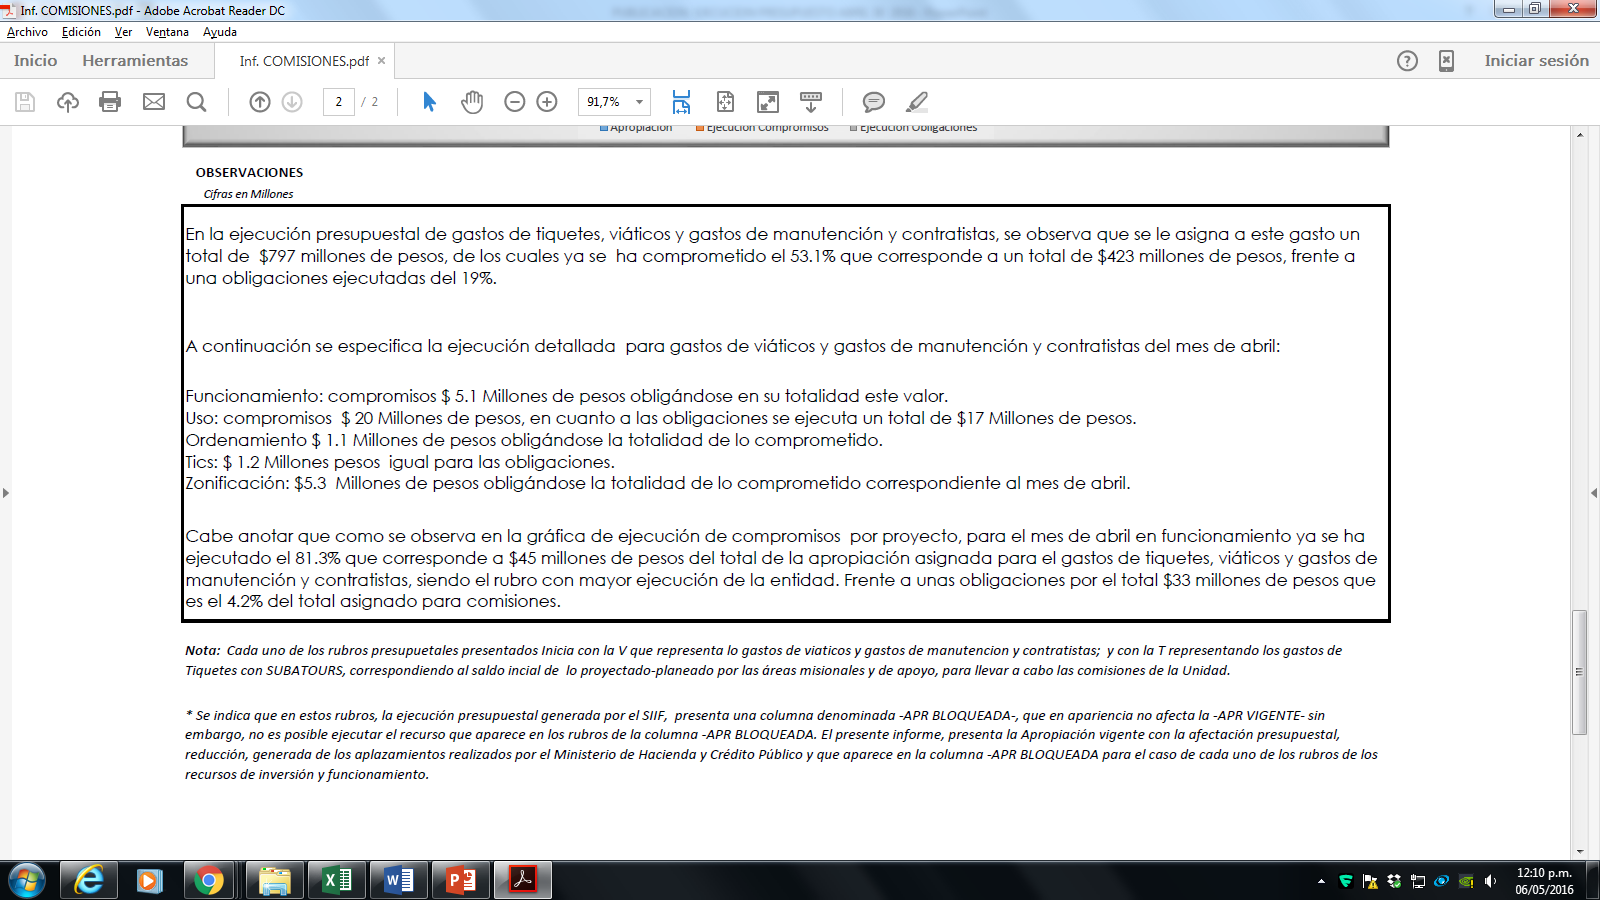 Inf. COMISIONES.pdf - Adobe Acrobat Reader DC
Archivo Edición Ver Ventana Ayuda
Inicio Herramientas Inf. COMISIONES.pdf × Iniciar sesión
2 / 2 91,7%
Apropiación Ejecución Compromisos Ejecución Obligaciones
OBSERVACIONES
Cifras en Millones
En la ejecución presupuestal de gastos de tiquetes, viáticos y gastos de manutención y contratistas, se observa que se le asigna a este gasto un
total de $797 millones de pesos, de los cuales ya se ha comprometido el 53.1% que corresponde a un total de $423 millones de pesos, frente a
una obligaciones ejecutadas del 19%.
A continuación se especifica la ejecución detallada para gastos de viáticos y gastos de manutención y contratistas del mes de abril:
Funcionamiento: compromisos $ 5.1 Millones de pesos obligándose en su totalidad este valor.
Uso: compromisos $ 20 Millones de pesos, en cuanto a las obligaciones se ejecuta un total de $17 Millones de pesos.
Ordenamiento $ 1.1 Millones de pesos obligándose la totalidad de lo comprometido.
Tics: $ 1.2 Millones pesos igual para las obligaciones.
Zonificación: $5.3 Millones de pesos obligándose la totalidad de lo comprometido correspondiente al mes de abril.
Cabe anotar que como se observa en la gráfica de ejecución de compromisos por proyecto, para el mes de abril en funcionamiento ya se ha
ejecutado el 81.3% que corresponde a $45 millones de pesos del total de la apropiación asignada para el gastos de tiquetes, viáticos y gastos de
manutención y contratistas, siendo el rubro con mayor ejecución de la entidad. Frente a unas obligaciones por el total $33 millones de pesos que
es el 4.2% del total asignado para comisiones.
Nota: Cada uno de los rubros presupuetales presentados Inicia con la V que representa lo gastos de viaticos y gastos de manutencion y contratistas; y con la T representando los gastos de
Tiquetes con SUBATOURS, correspondiendo al saldo incial de lo proyectado-planeado por las áreas misionales y de apoyo, para llevar a cabo las comisiones de la Unidad.
* Se indica que en estos rubros, la ejecución presupuestal generada por el SIIF, presenta una columna denominada -APR BLOQUEADA-, que en apariencia no afecta la -APR VIGENTE- sin
embargo, no es posible ejecutar el recurso que aparece en los rubros de la columna -APR BLOQUEADA. El presente informe, presenta la Apropiación vigente con la afectación presupuestal,
reducción, generada de los aplazamientos realizados por el Ministerio de Hacienda y Crédito Público y que aparece en la columna -APR BLOQUEADA para el caso de cada uno de los rubros de los
recursos de inversión y funcionamiento.
12:10 p.m.
06/05/2016